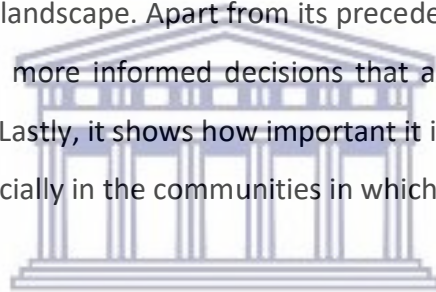 landscape. Apart from its precede
more informed decisions that a
Lastly, it shows how important it i
cially in the communities in which